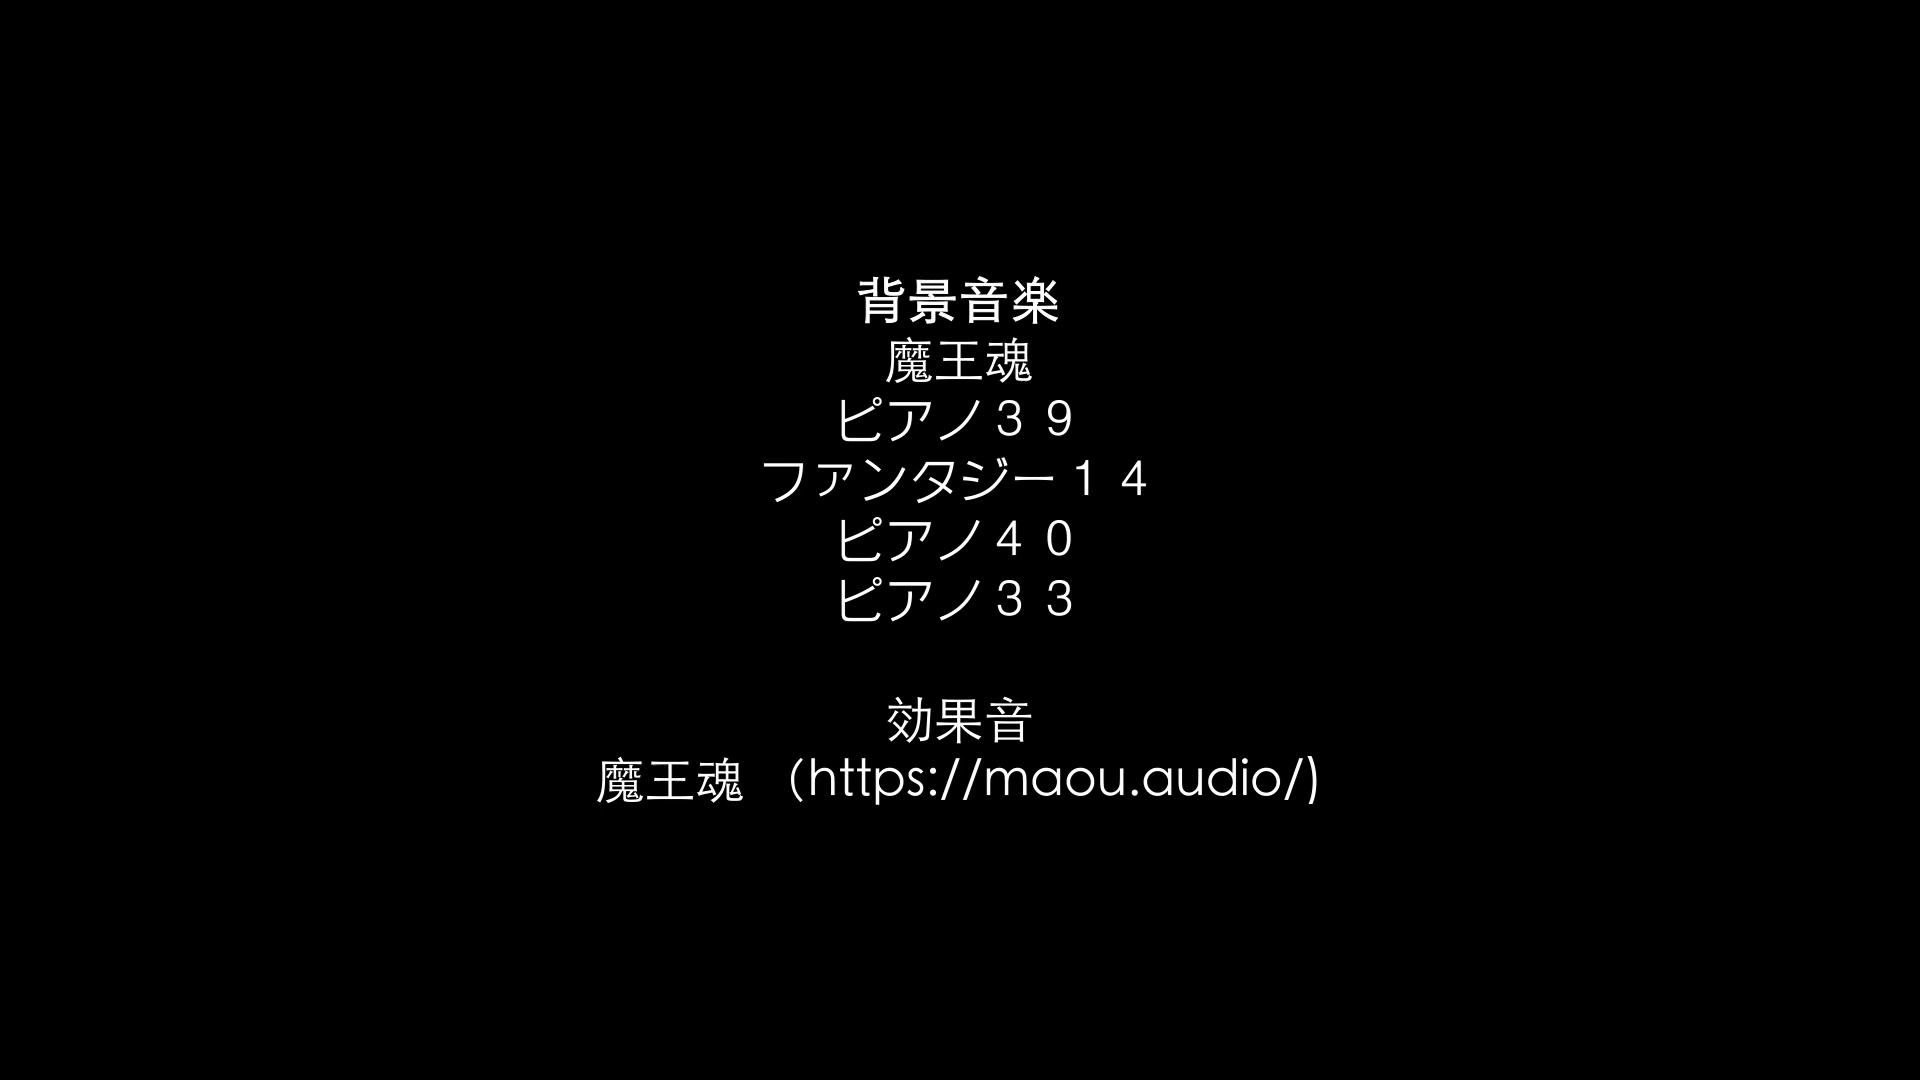 背景音楽
魔王魂
ピアノ３９
ファンタジー１４
ピアノ４０
ピアノ３３
効果音
魔王魂　（https://maou.audio/)